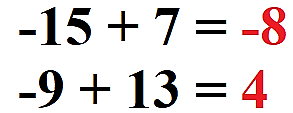 -15 + 7 = -8
-9 + 13 = 4